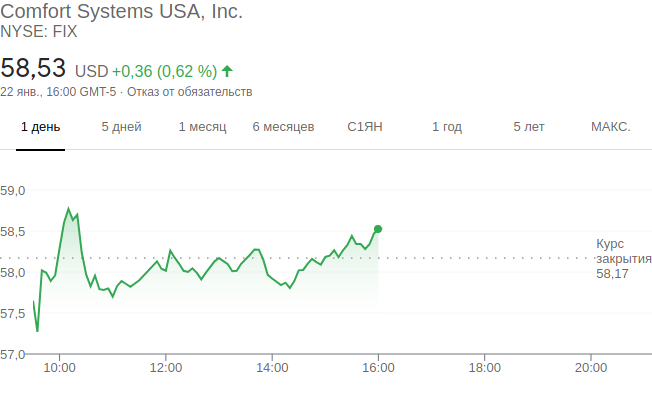 Comfort Systems USA, Inc.
NYSE: FIX
58,53 USD +0,36 (0,62 %)
22 янв., 16:00 GMT-5 · Отказ от обязательств
1 день 5 дней 1 месяц 6 месяцев С1ЯН 1 год 5 лет МАКС.
59,0
58,5
Курс
закрытия
58,17
58,0
57,5
57,0
10:00 12:00 14:00 16:00 18:00 20:00